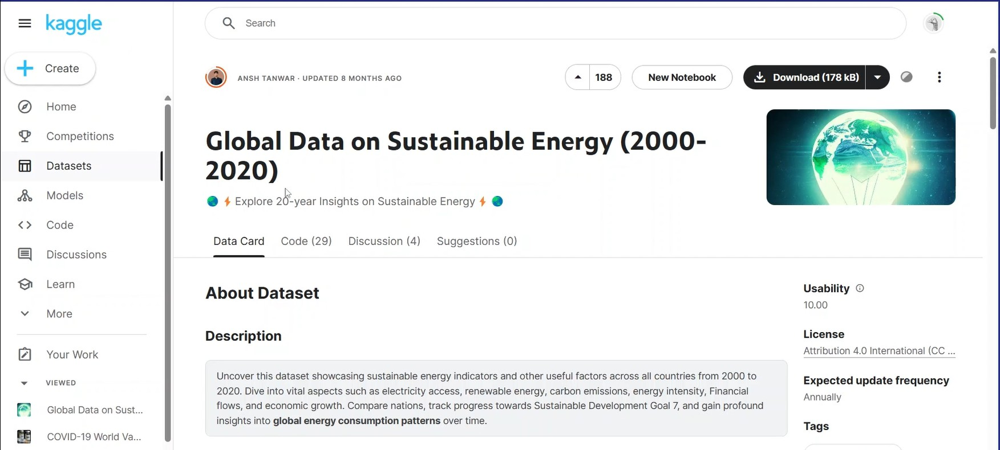 kaggle
Search
Create
Home
Competitions
Datasets
Models
Code
Discussions
Learn
More
Your Work
VIEWED
Global Data on Sust...
COVID-19 World Va...
ANSH TANWAR · UPDATED 8 MONTHS AGO
188
New Notebook
Download (178 kB)
Global Data on Sustainable Energy (2000-
2020)
Explore 20-year Insights on Sustainable Energy
Data Card Code (29) Discussion (4) Suggestions (0)
About Dataset
Description
Uncover this dataset showcasing sustainable energy indicators and other useful factors across all countries from 2000 to
2020. Dive into vital aspects such as electricity access, renewable energy, carbon emissions, energy intensity, Financial
flows, and economic growth. Compare nations, track progress towards Sustainable Development Goal 7, and gain profound
insights into global energy consumption patterns over time.
Usability
10.00
License
Attribution 4.0 International (CC ...
Expected update frequency
Annually
Tags